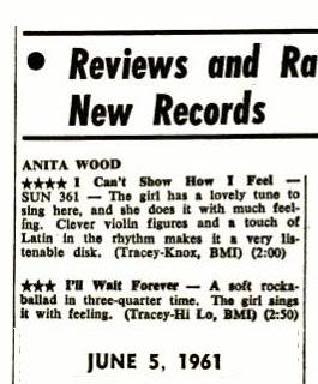 • Reviews and Ra
New Records
ANITA WOOD
★★★★ I Can't Show How I Feel —
SUN 361 — The girl has a lovely tune to
sing here, and she does it with much feel-
ing. Clever violin figures and a touch of
Latin in the rhythm makes it a very lis-
tenable disk. (Tracey-Knox, BMI) (2:00)
★★★ I'll Wait Forever — A soft rocka-
ballad in three-quarter time. The girl sings
it with feeling. (Tracey-Hi Lo, BMI) (2:50)
JUNE 5, 1961